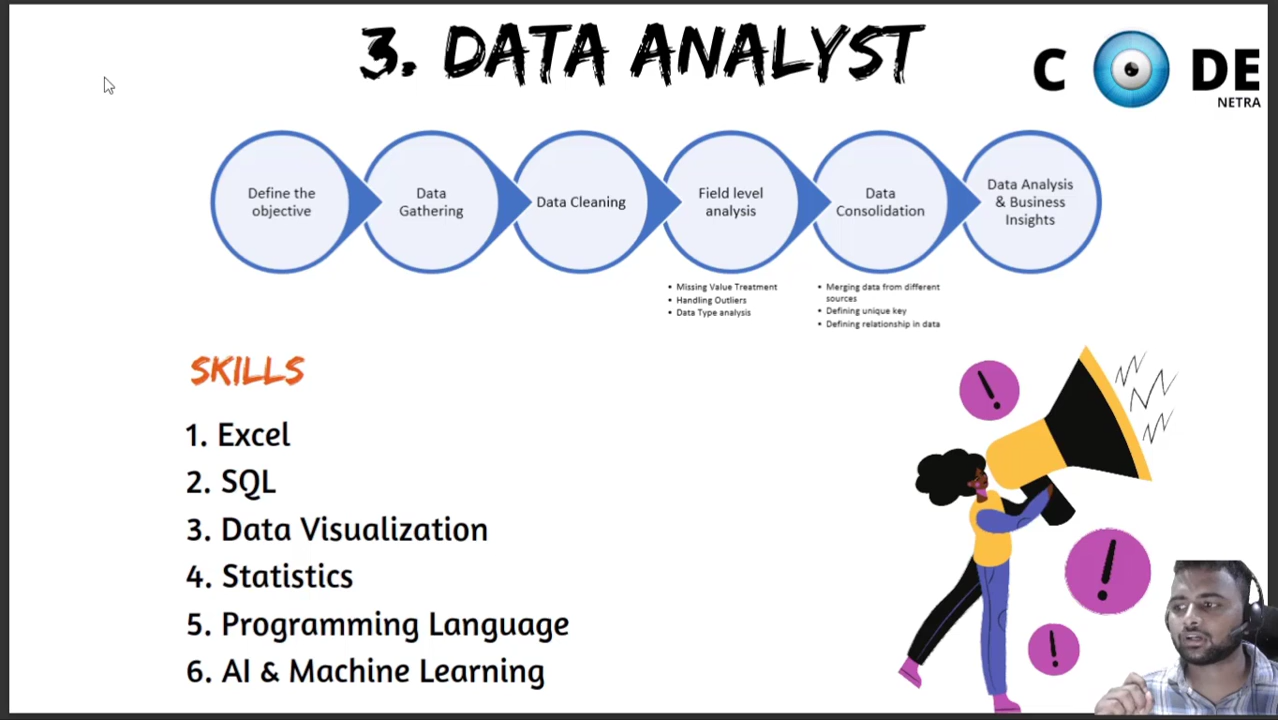 3. DATA ANALYST
C DE
NETRA
Define the
objective
Data
Gathering
Data Cleaning
Field level
analysis
Data
Consolidation
Data Analysis
& Business
Insights
• Missing Value Treatment
• Handling Outliers
• Data Type analysis
• Merging data from different
sources
• Defining unique key
• Defining relationship in data
SKILLS
1. Excel
2. SQL
3. Data Visualization
4. Statistics
5. Programming Language
6. AI & Machine Learning